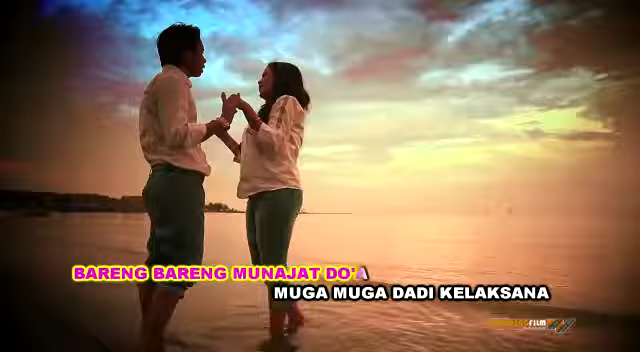 BARENG BARENG MUNAJAT DO'A
MUGA MUGA DADI KELAKSANA